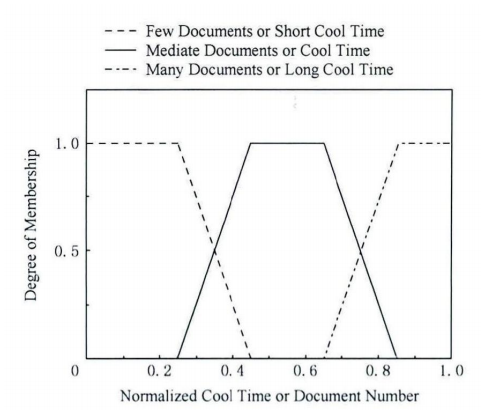 Few Documents or Short Cool Time
Mediate Documents or Cool Time
Many Documents or Long Cool Time
1.0
0.5
Degree of Membership
0 0.2 0.4 0.6 0.8 1.0
Normalized Cool Time or Document Number